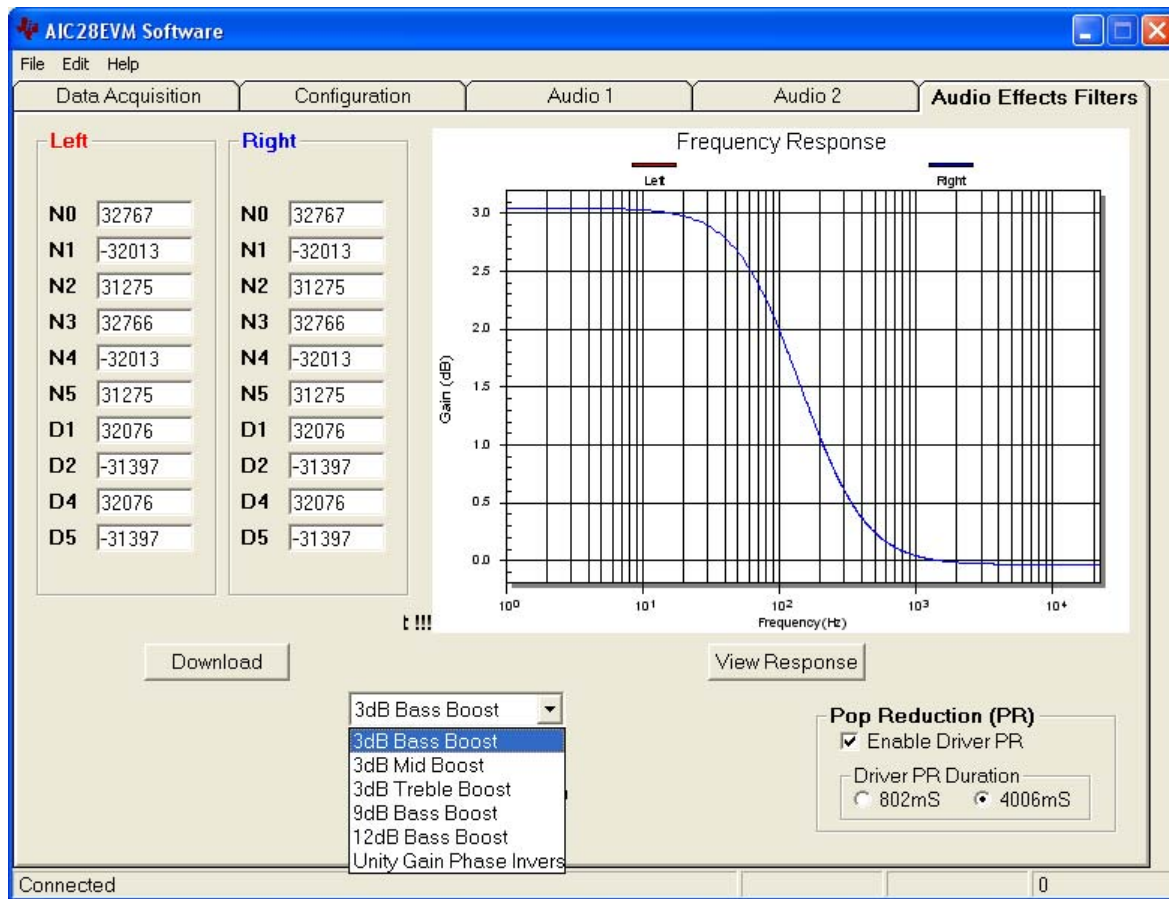 AIC28EVM Software
File Edit Help
Data Acquisition Configuration Audio 1 Audio 2 Audio Effects Filters
Left
N0 32767
N1 -32013
N2 31275
N3 32766
N4 -32013
N5 31275
D1 32076
D2 -31397
D4 32076
D5 -31397
Right
N0 32767
N1 -32013
N2 31275
N3 32766
N4 -32013
N5 31275
D1 32076
D2 -31397
D4 32076
D5 -31397
Frequency Response
Left Right
Gain (dB)
3.0
2.5
2.0
1.5
1.0
0.5
0.0
10⁰ 10¹ 10² 10³ 10⁴
Frequency(Hz)
t !!!
Download
View Response
3dB Bass Boost
3dB Bass Boost
3dB Mid Boost
3dB Treble Boost
9dB Bass Boost
12dB Bass Boost
Unity Gain Phase Invers
Pop Reduction (PR)
Enable Driver PR
Driver PR Duration
802mS 4006mS
Connected 0